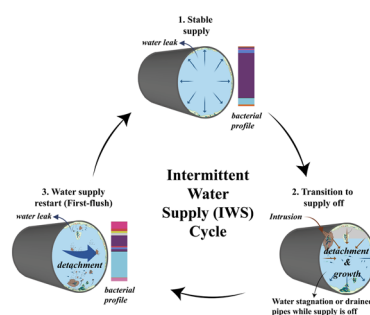 1. Stable
supply
water leak
bacterial
profile
Intermittent
Water
Supply (IWS)
Cycle
2. Transition to
supply off
Intrusion
detachment
&
growth
Water stagnation or drained
pipes while supply is off
3. Water supply
restart (First-flush)
water leak
detachment
bacterial
profile